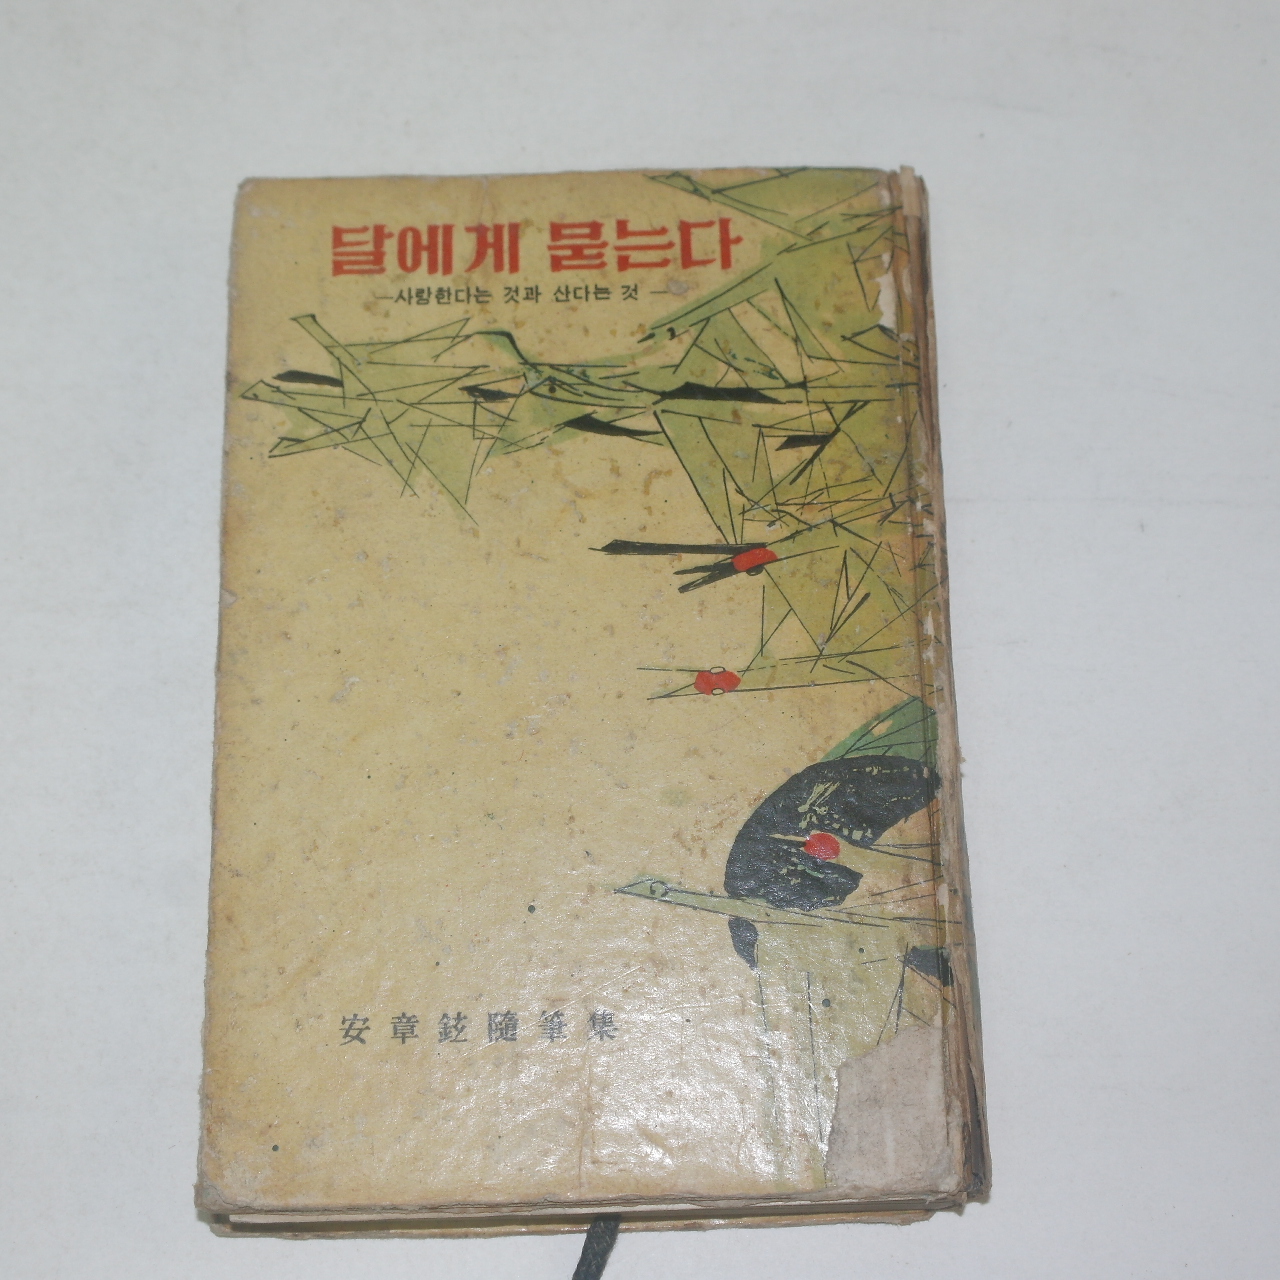 달에게 묻는다
—사랑한다는 것과 산다는 것—
安章鉉隨筆集